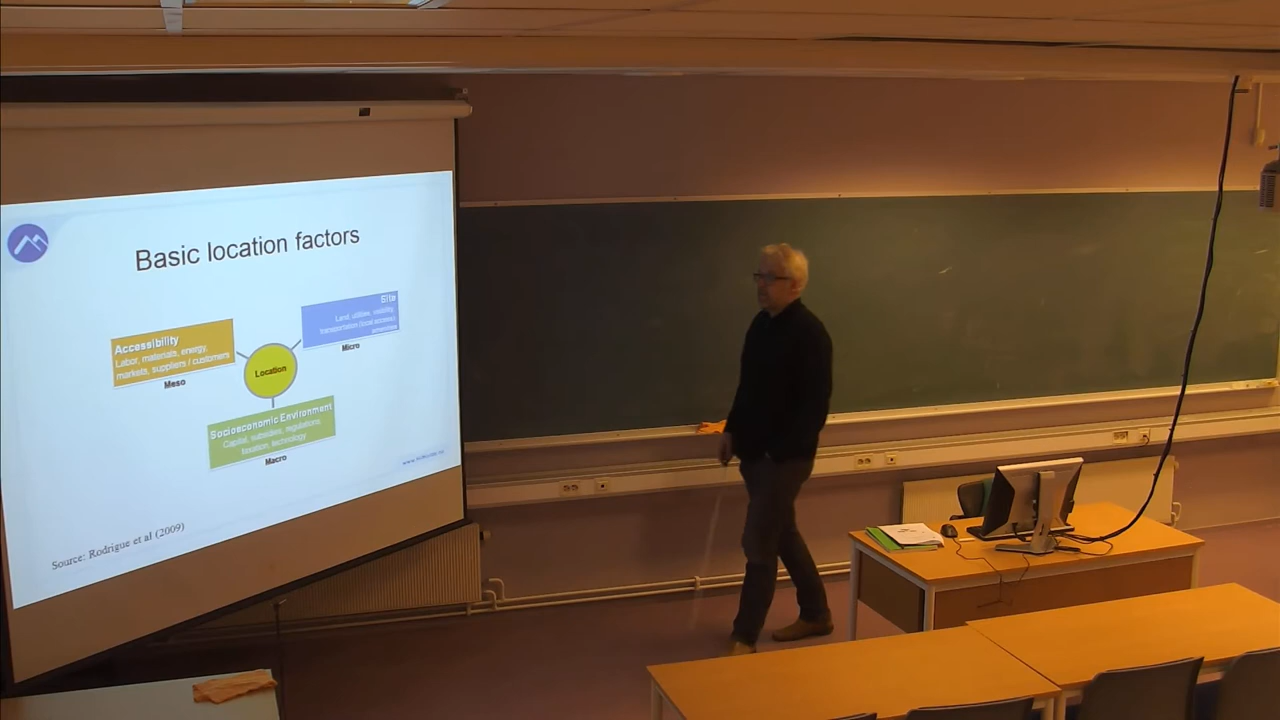 Basic location factors
Site
Land, utilities, visibility,
transportation (local access),
amenities
Micro
Accessibility
Labor, materials, energy,
markets, suppliers / customers
Meso
Location
Socioeconomic Environment
Capital, subsidies, regulations,
taxation, technology
Macro
Source: Rodrigue et al (2009)